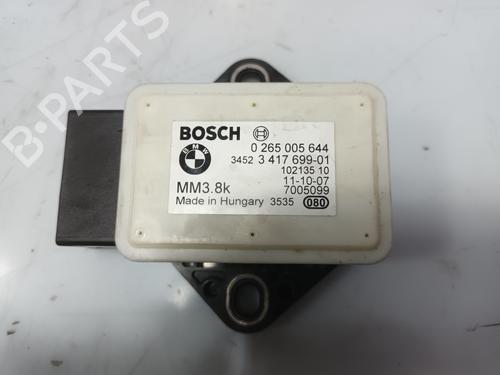 BOSCH 0 265 005 644
BMW 3452 3 417 699-01
102135 10
MM3.8k 11-10-07
7005099
Made in Hungary 3535 080
B-PARTS